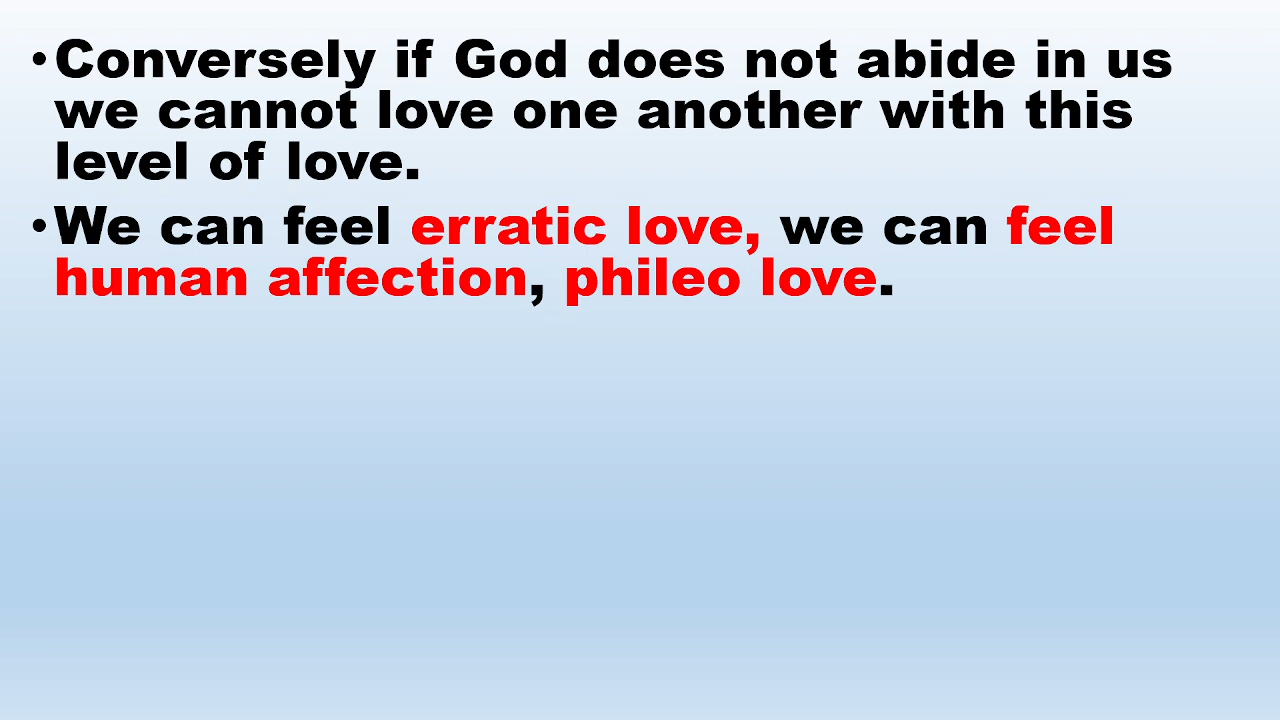 •Conversely if God does not abide in us
we cannot love one another with this
level of love.
•We can feel erratic love, we can feel
human affection, phileo love.